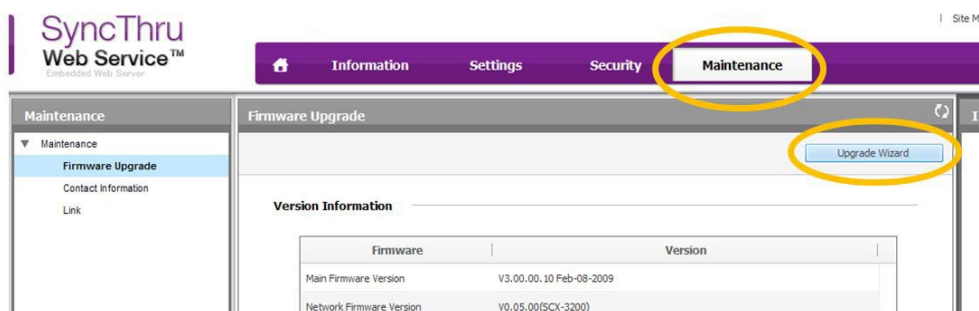 SyncThru
Web Service™
Embedded Web Server
Site M
Information Settings Security Maintenance
Maintenance
Firmware Upgrade
Maintenance
Firmware Upgrade
Contact Information
Link
Upgrade Wizard
Version Information
Firmware Version
Main Firmware Version V3.00.00.10 Feb-08-2009
Network Firmware Version V0.05.00(SCX-3200)